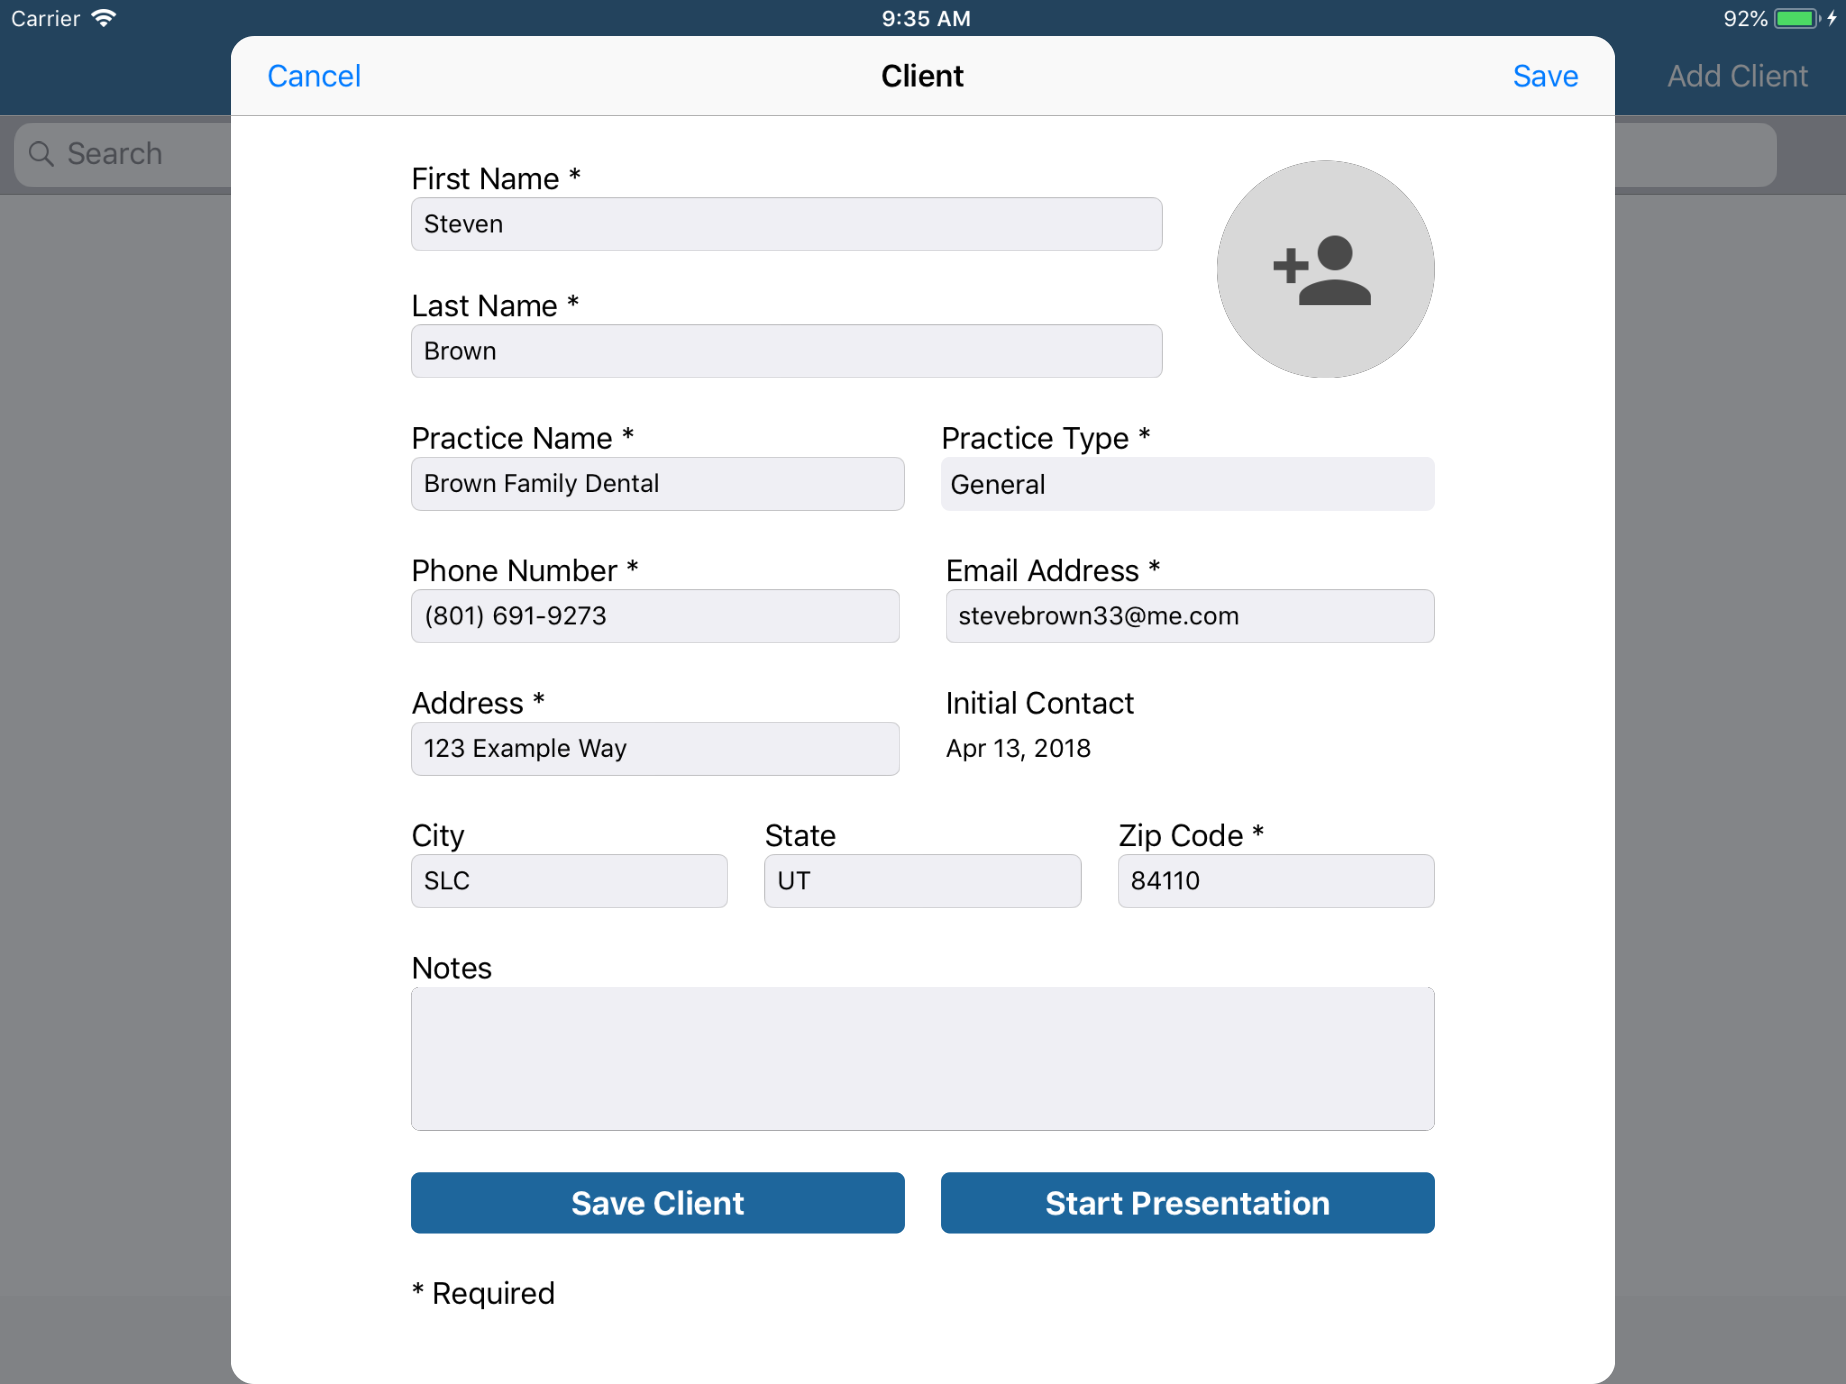 Carrier 9:35 AM 92%
Cancel Client Save Add Client
Search
First Name *
Steven
Last Name *
Brown
Practice Name * Practice Type *
Brown Family Dental General
Phone Number * Email Address *
(801) 691-9273 stevebrown33@me.com
Address * Initial Contact
123 Example Way Apr 13, 2018
City State Zip Code *
SLC UT 84110
Notes
Save Client Start Presentation
* Required